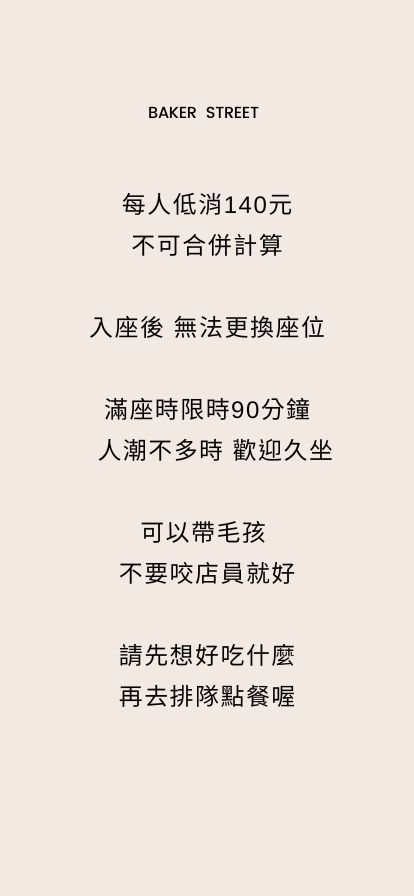 BAKER STREET
每人低消140元
不可合併計算
入座後 無法更換座位
滿座時限時90分鐘
人潮不多時 歡迎久坐
可以帶毛孩
不要咬店員就好
請先想好吃什麼
再去排隊點餐喔